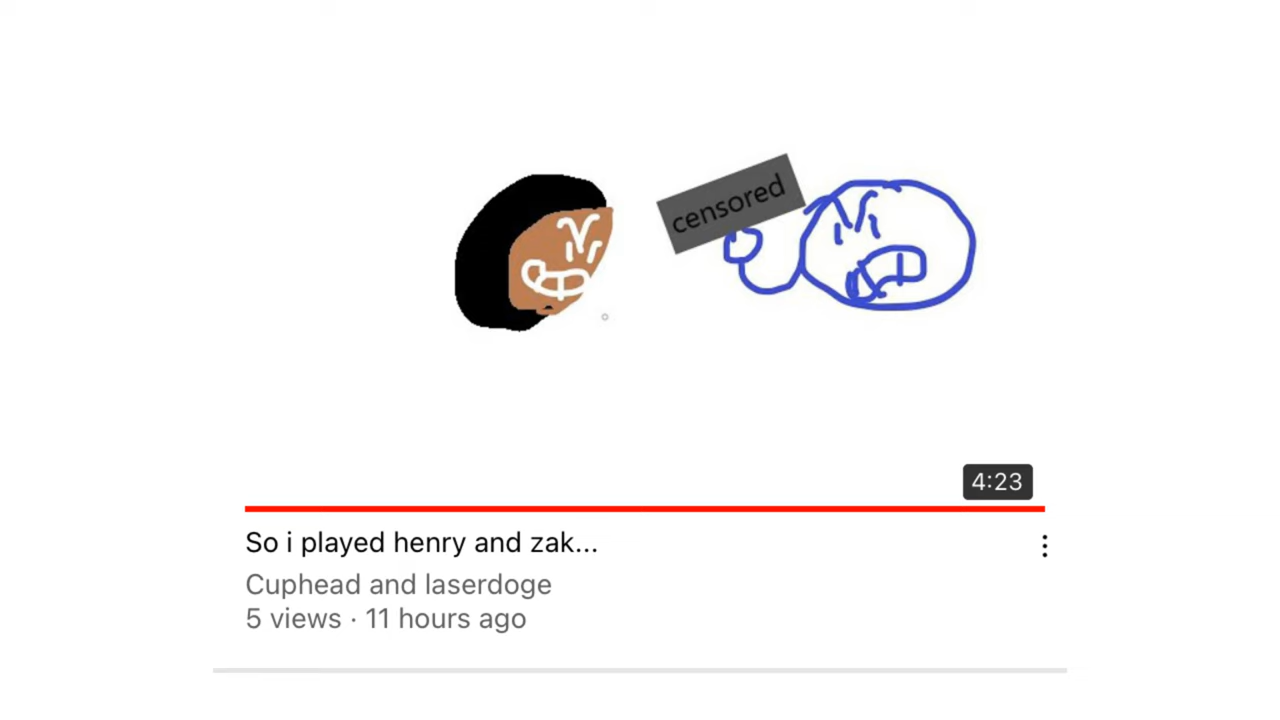 censored
4:23
So i played henry and zak...
Cuphead and laserdoge
5 views · 11 hours ago